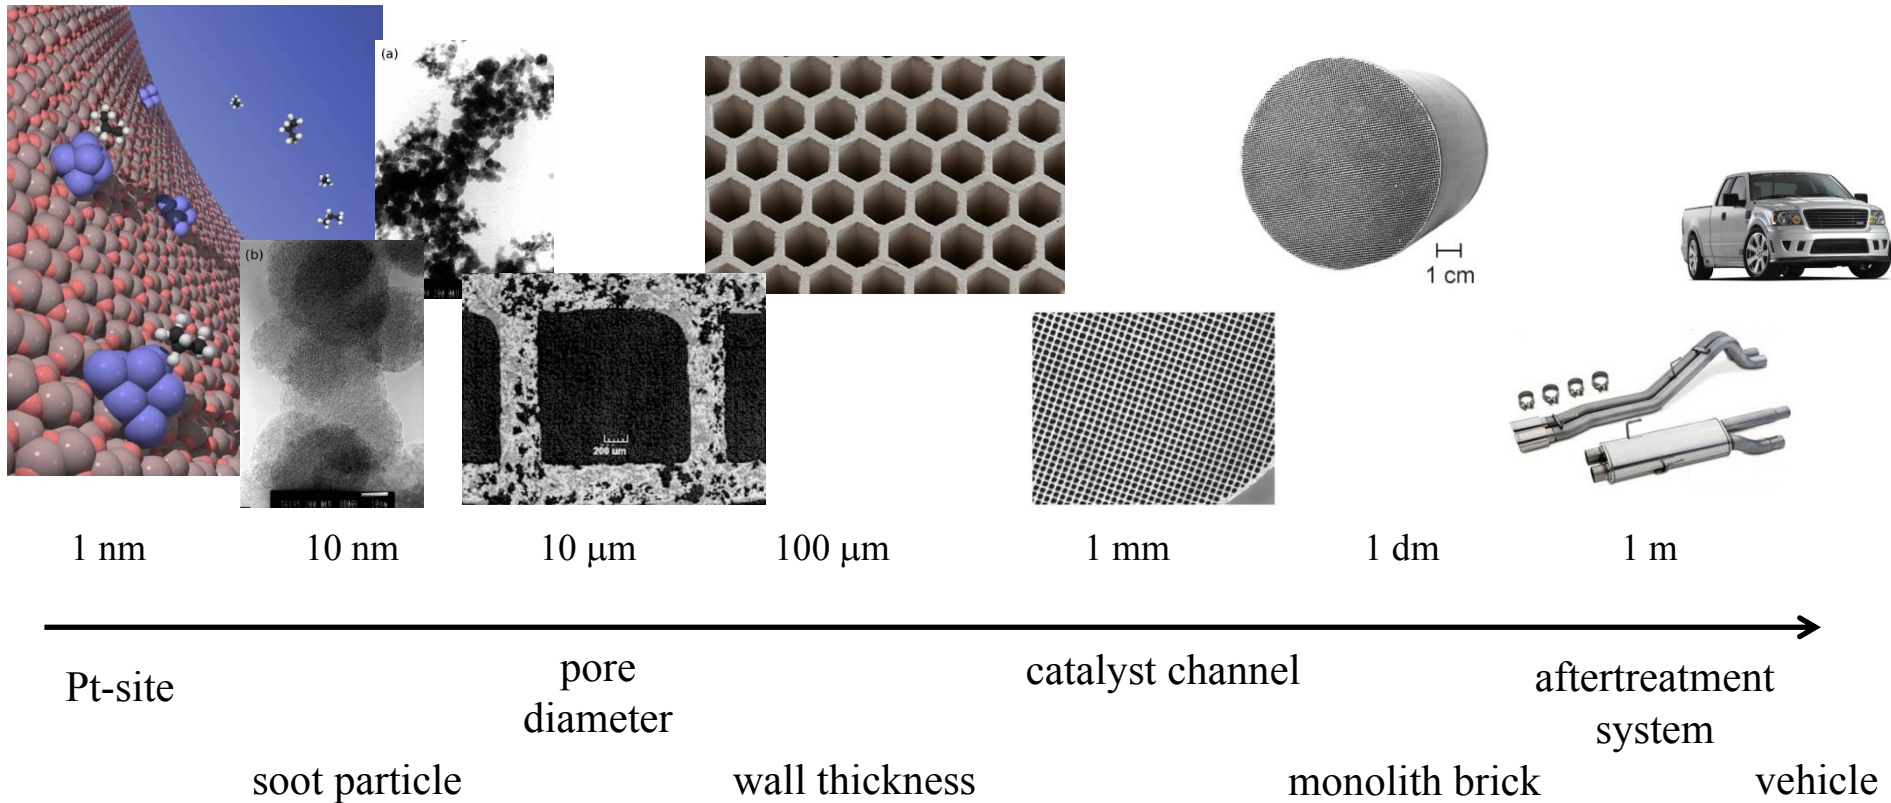 (a)
(b)
200 um
1 cm
1 nm
10 nm
10 μm
100 μm
1 mm
1 dm
1 m
Pt-site
soot particle
pore
diameter
wall thickness
catalyst channel
monolith brick
aftertreatment
system
vehicle